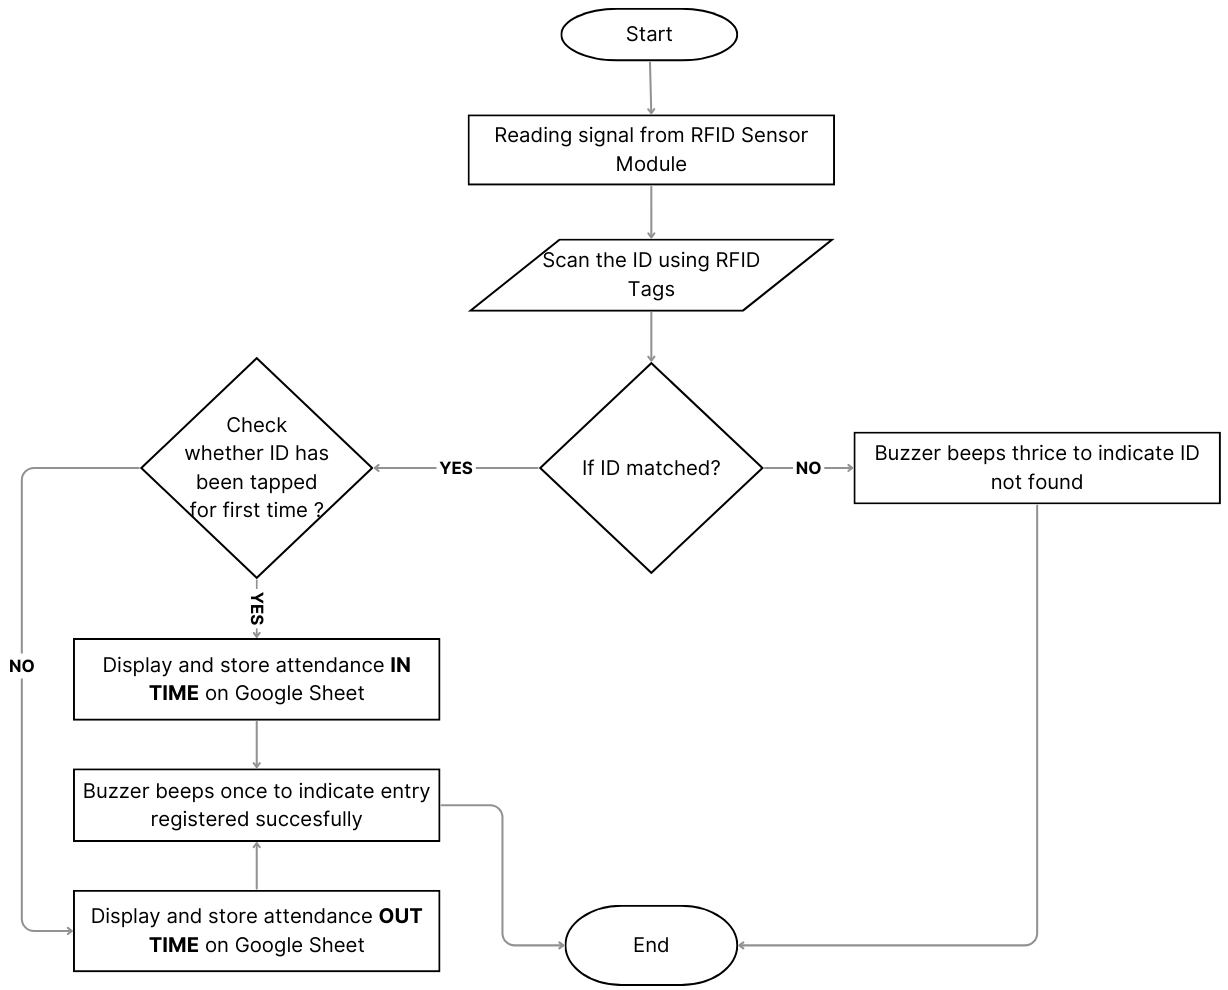 Start
Reading signal from RFID Sensor
Module
Scan the ID using RFID
Tags
If ID matched?
YES
NO
Check
whether ID has
been tapped
for first time ?
Buzzer beeps thrice to indicate ID
not found
YES
NO
Display and store attendance IN
TIME on Google Sheet
Buzzer beeps once to indicate entry
registered succesfully
Display and store attendance OUT
TIME on Google Sheet
End